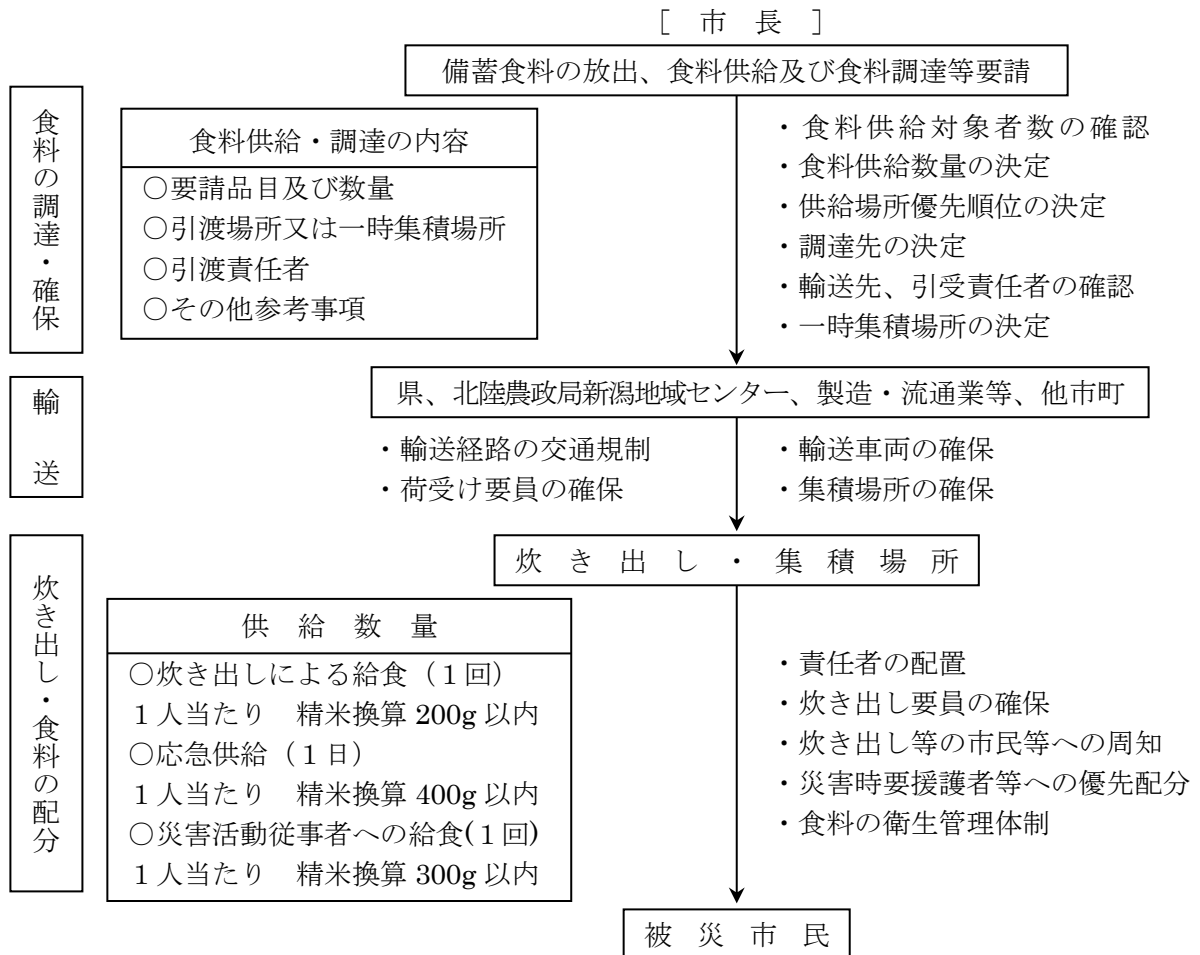 ［ 市 長 ］
備蓄食料の放出、食料供給及び食料調達等要請
食料の調達・確保
食料供給・調達の内容
○要請品目及び数量
○引渡場所又は一時集積場所
○引渡責任者
○その他参考事項
・食料供給対象者数の確認
・食料供給数量の決定
・供給場所優先順位の決定
・調達先の決定
・輸送先、引受責任者の確認
・一時集積場所の決定
輸送
県、北陸農政局新潟地域センター、製造・流通業等、他市町
・輸送経路の交通規制
・荷受け要員の確保
・輸送車両の確保
・集積場所の確保
炊き出し・食料の配分
炊 き 出 し ・ 集 積 場 所
供 給 数 量
○炊き出しによる給食（１回）
１人当たり　精米換算 200g 以内
○応急供給（１日）
１人当たり　精米換算 400g 以内
○災害活動従事者への給食(１回)
１人当たり　精米換算 300g 以内
・責任者の配置
・炊き出し要員の確保
・炊き出し等の市民等への周知
・災害時要援護者等への優先配分
・食料の衛生管理体制
被 災 市 民